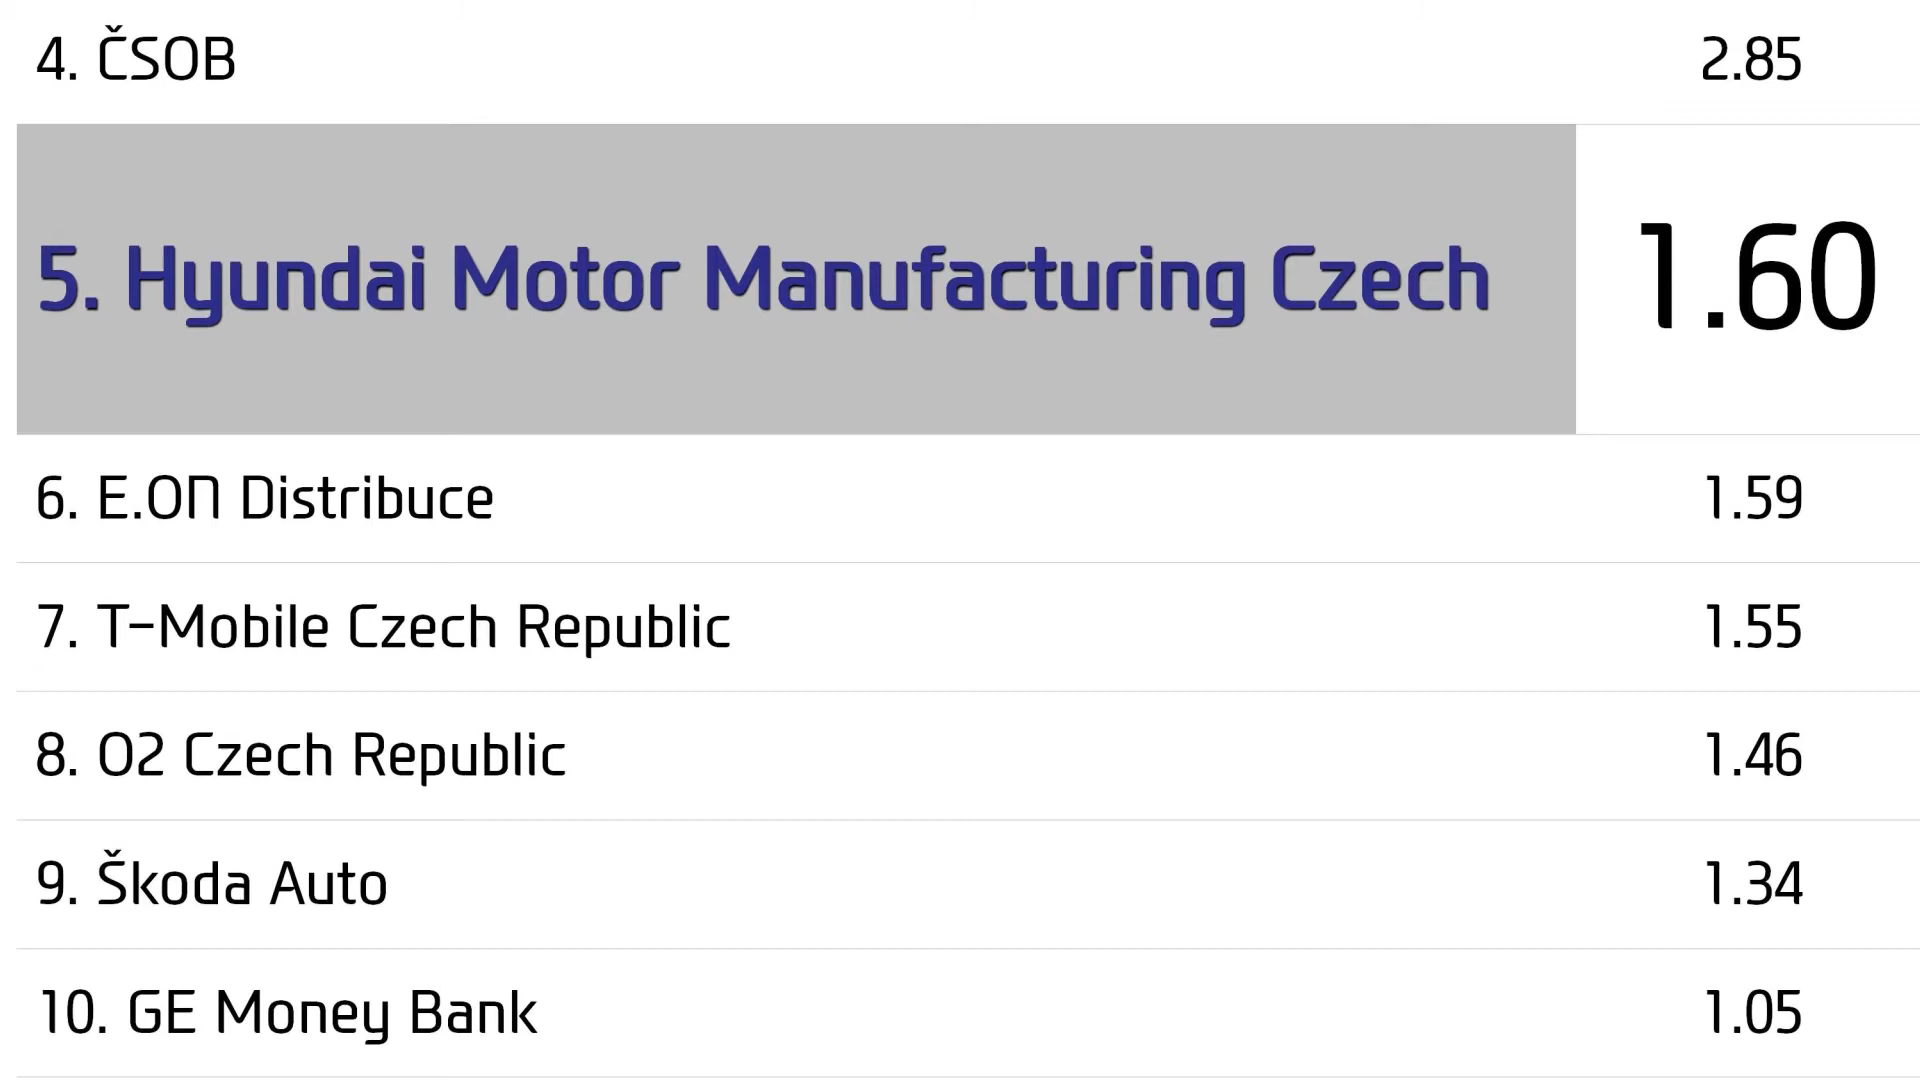 4. ČSOB 2.85
5. Hyundai Motor Manufacturing Czech 1.60
6. E.ON Distribuce 1.59
7. T-Mobile Czech Republic 1.55
8. O2 Czech Republic 1.46
9. Škoda Auto 1.34
10. GE Money Bank 1.05